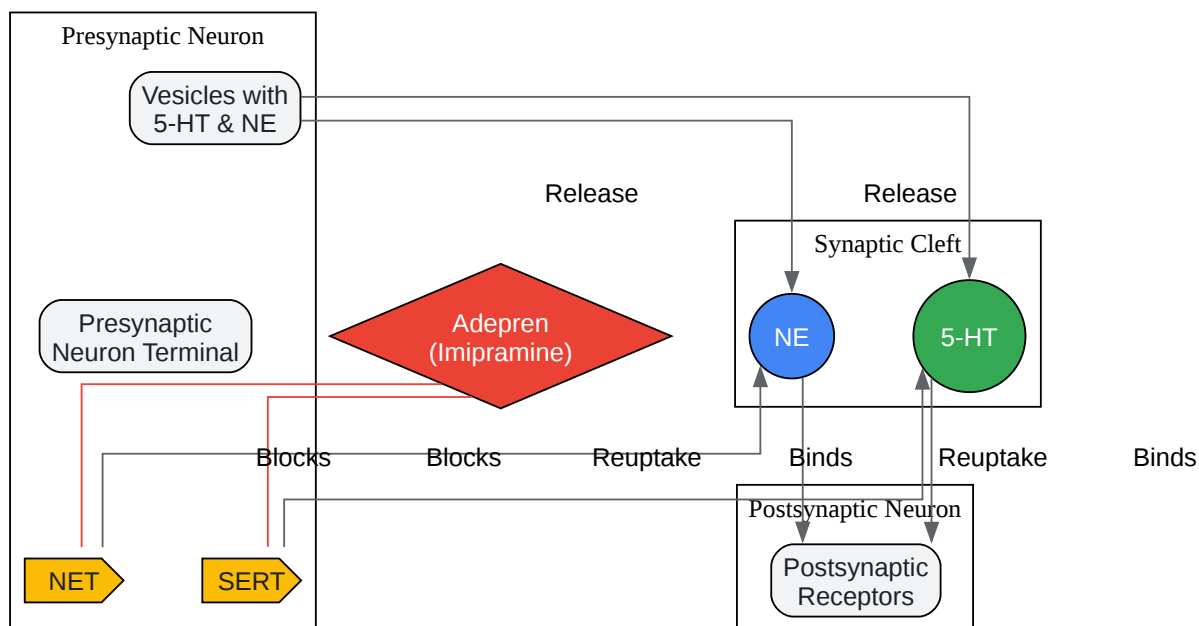 Presynaptic Neuron
Vesicles with
5-HT & NE
Release
Release
Synaptic Cleft
Presynaptic
Neuron Terminal
Adepren
(Imipramine)
NE
5-HT
Blocks
Blocks
Reuptake
Binds
Reuptake
Binds
Postsynaptic Neuron
NET
SERT
Postsynaptic
Receptors